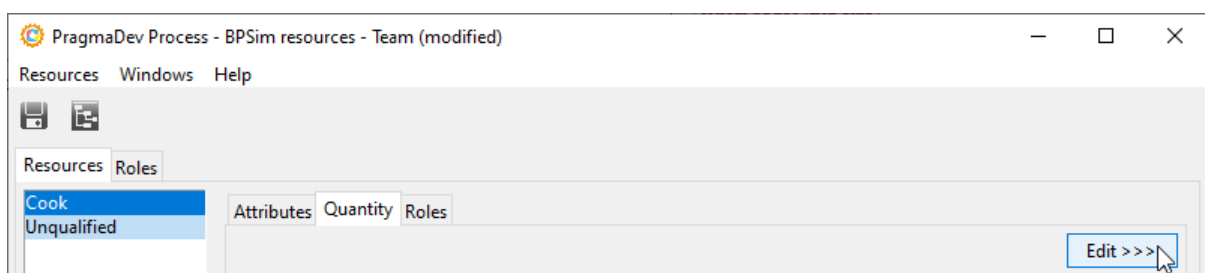 PragmaDev Process - BPSim resources - Team (modified)
Resources Windows Help
Resources Roles
Cook
Unqualified
Attributes Quantity Roles
Edit >>>